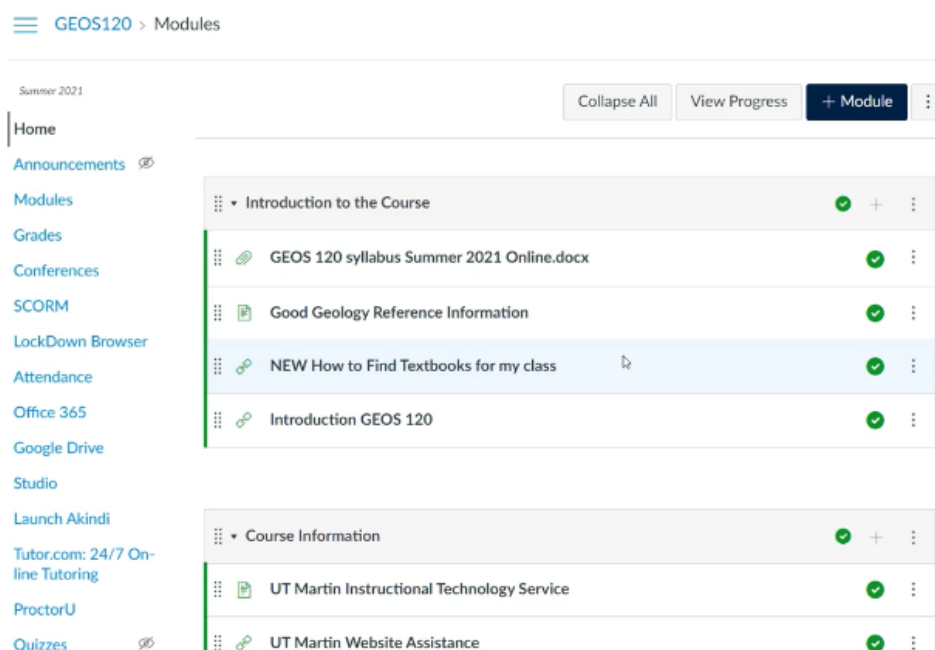 GEOS120 > Modules
Summer 2021
Collapse All
View Progress
+ Module
Home
Announcements
Modules
Grades
Conferences
SCORM
LockDown Browser
Attendance
Office 365
Google Drive
Studio
Launch Akindi
Tutor.com: 24/7 On-
line Tutoring
ProctorU
Quizzes
Introduction to the Course
GEOS 120 syllabus Summer 2021 Online.docx
Good Geology Reference Information
NEW How to Find Textbooks for my class
Introduction GEOS 120
Course Information
UT Martin Instructional Technology Service
UT Martin Website Assistance